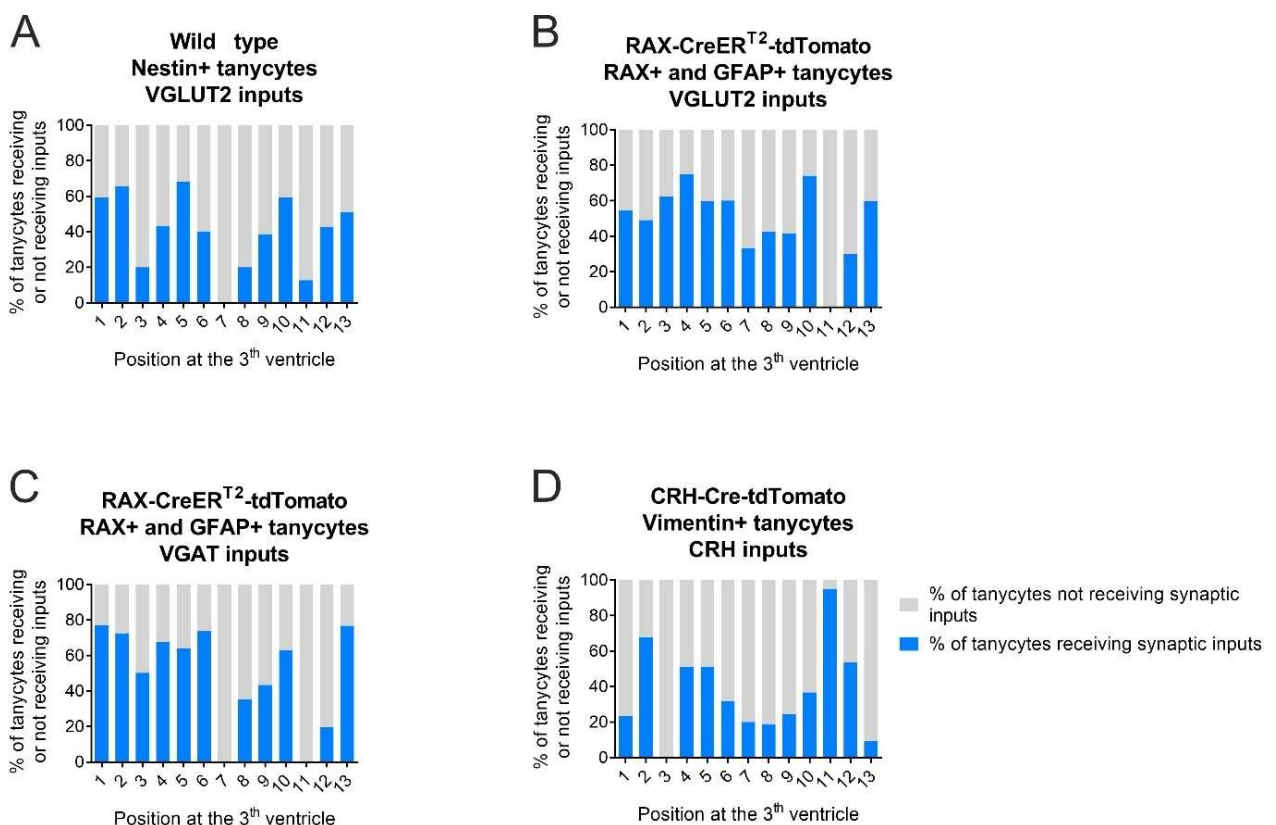 A
Wild type
Nestin+ tanycytes
VGLUT2 inputs
% of tanycytes receiving
or not receiving inputs
100
80
60
40
20
0
1 2 3 4 5 6 7 8 9 10 11 12 13
Position at the 3th ventricle
B
RAX-CreERT2-tdTomato
RAX+ and GFAP+ tanycytes
VGLUT2 inputs
% of tanycytes receiving
or not receiving inputs
100
80
60
40
20
0
1 2 3 4 5 6 7 8 9 10 11 12 13
Position at the 3th ventricle
C
RAX-CreERT2-tdTomato
RAX+ and GFAP+ tanycytes
VGAT inputs
% of tanycytes receiving
or not receiving inputs
100
80
60
40
20
0
1 2 3 4 5 6 7 8 9 10 11 12 13
Position at the 3th ventricle
D
CRH-Cre-tdTomato
Vimentin+ tanycytes
CRH inputs
% of tanycytes receiving
or not receiving inputs
100
80
60
40
20
0
1 2 3 4 5 6 7 8 9 10 11 12 13
Position at the 3th ventricle
% of tanycytes not receiving synaptic
inputs
% of tanycytes receiving synaptic inputs